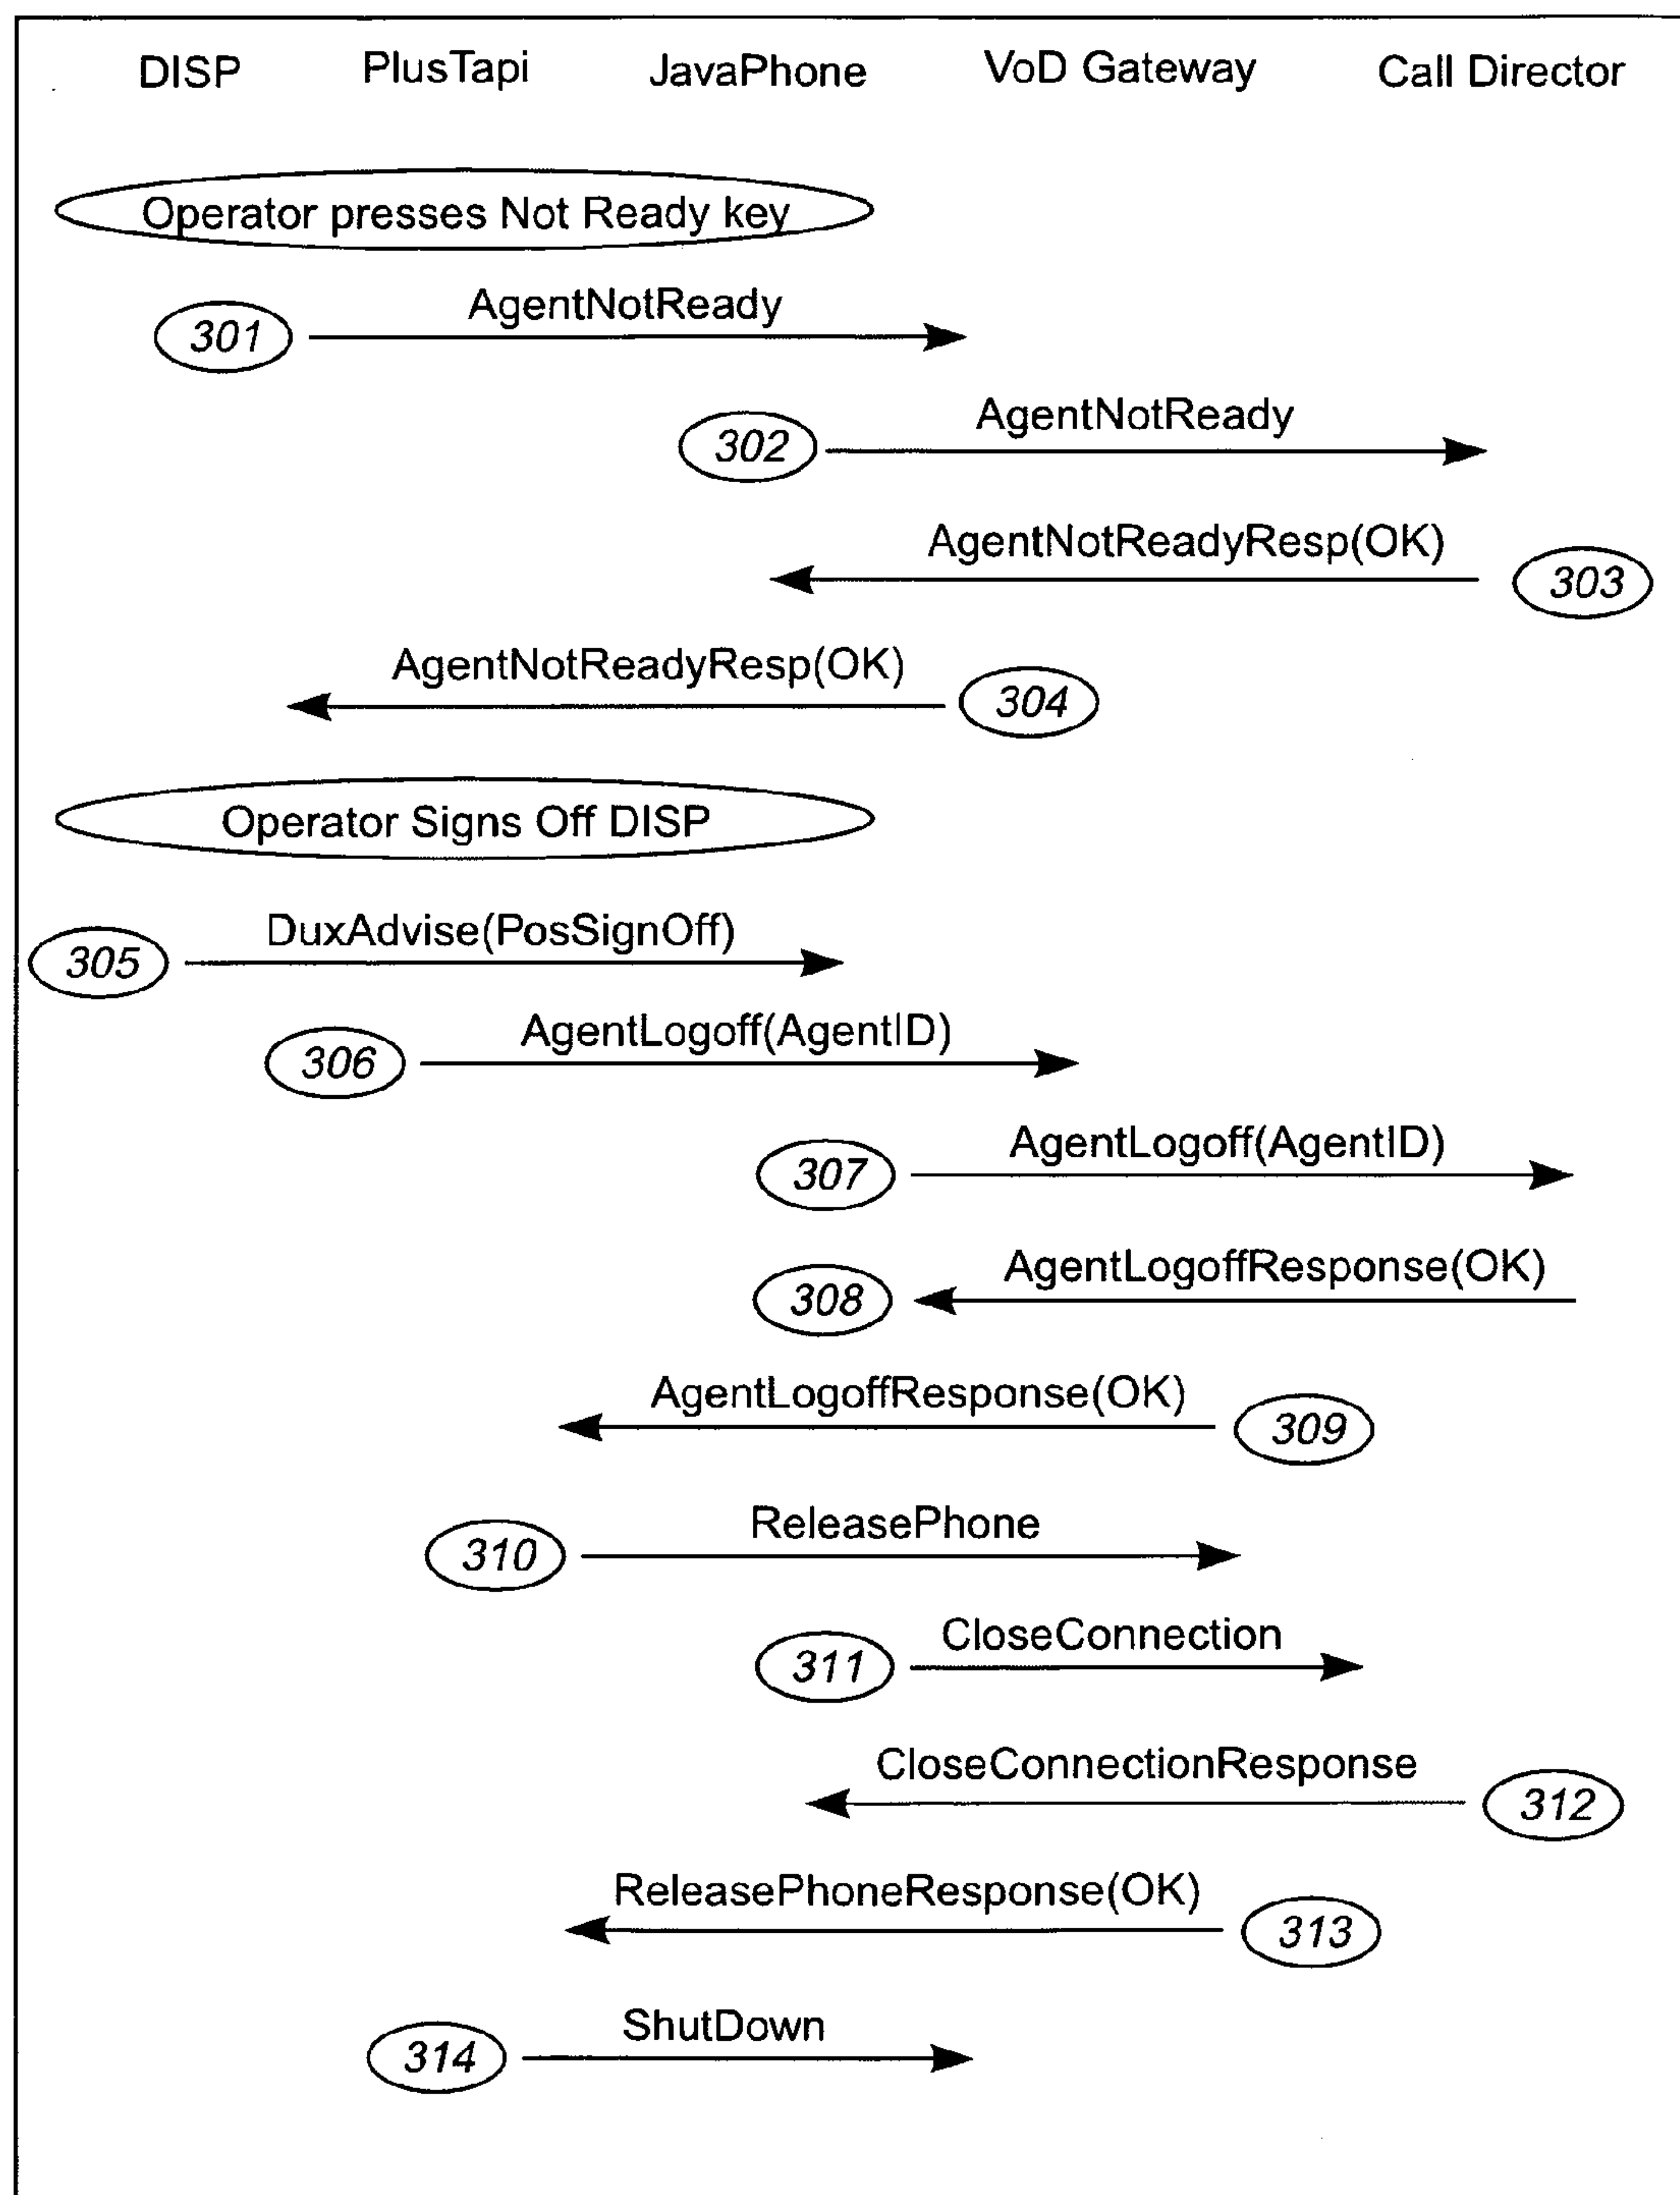 DISP PlusTapi JavaPhone VoD Gateway Call Director
Operator presses Not Ready key
AgentNotReady
301
AgentNotReady
302
AgentNotReadyResp(OK)
303
AgentNotReadyResp(OK)
304
Operator Signs Off DISP
DuxAdvise(PosSignOff)
305
AgentLogoff(AgentID)
306
AgentLogoff(AgentID)
307
AgentLogoffResponse(OK)
308
AgentLogoffResponse(OK)
309
ReleasePhone
310
CloseConnection
311
CloseConnectionResponse
312
ReleasePhoneResponse(OK)
313
ShutDown
314